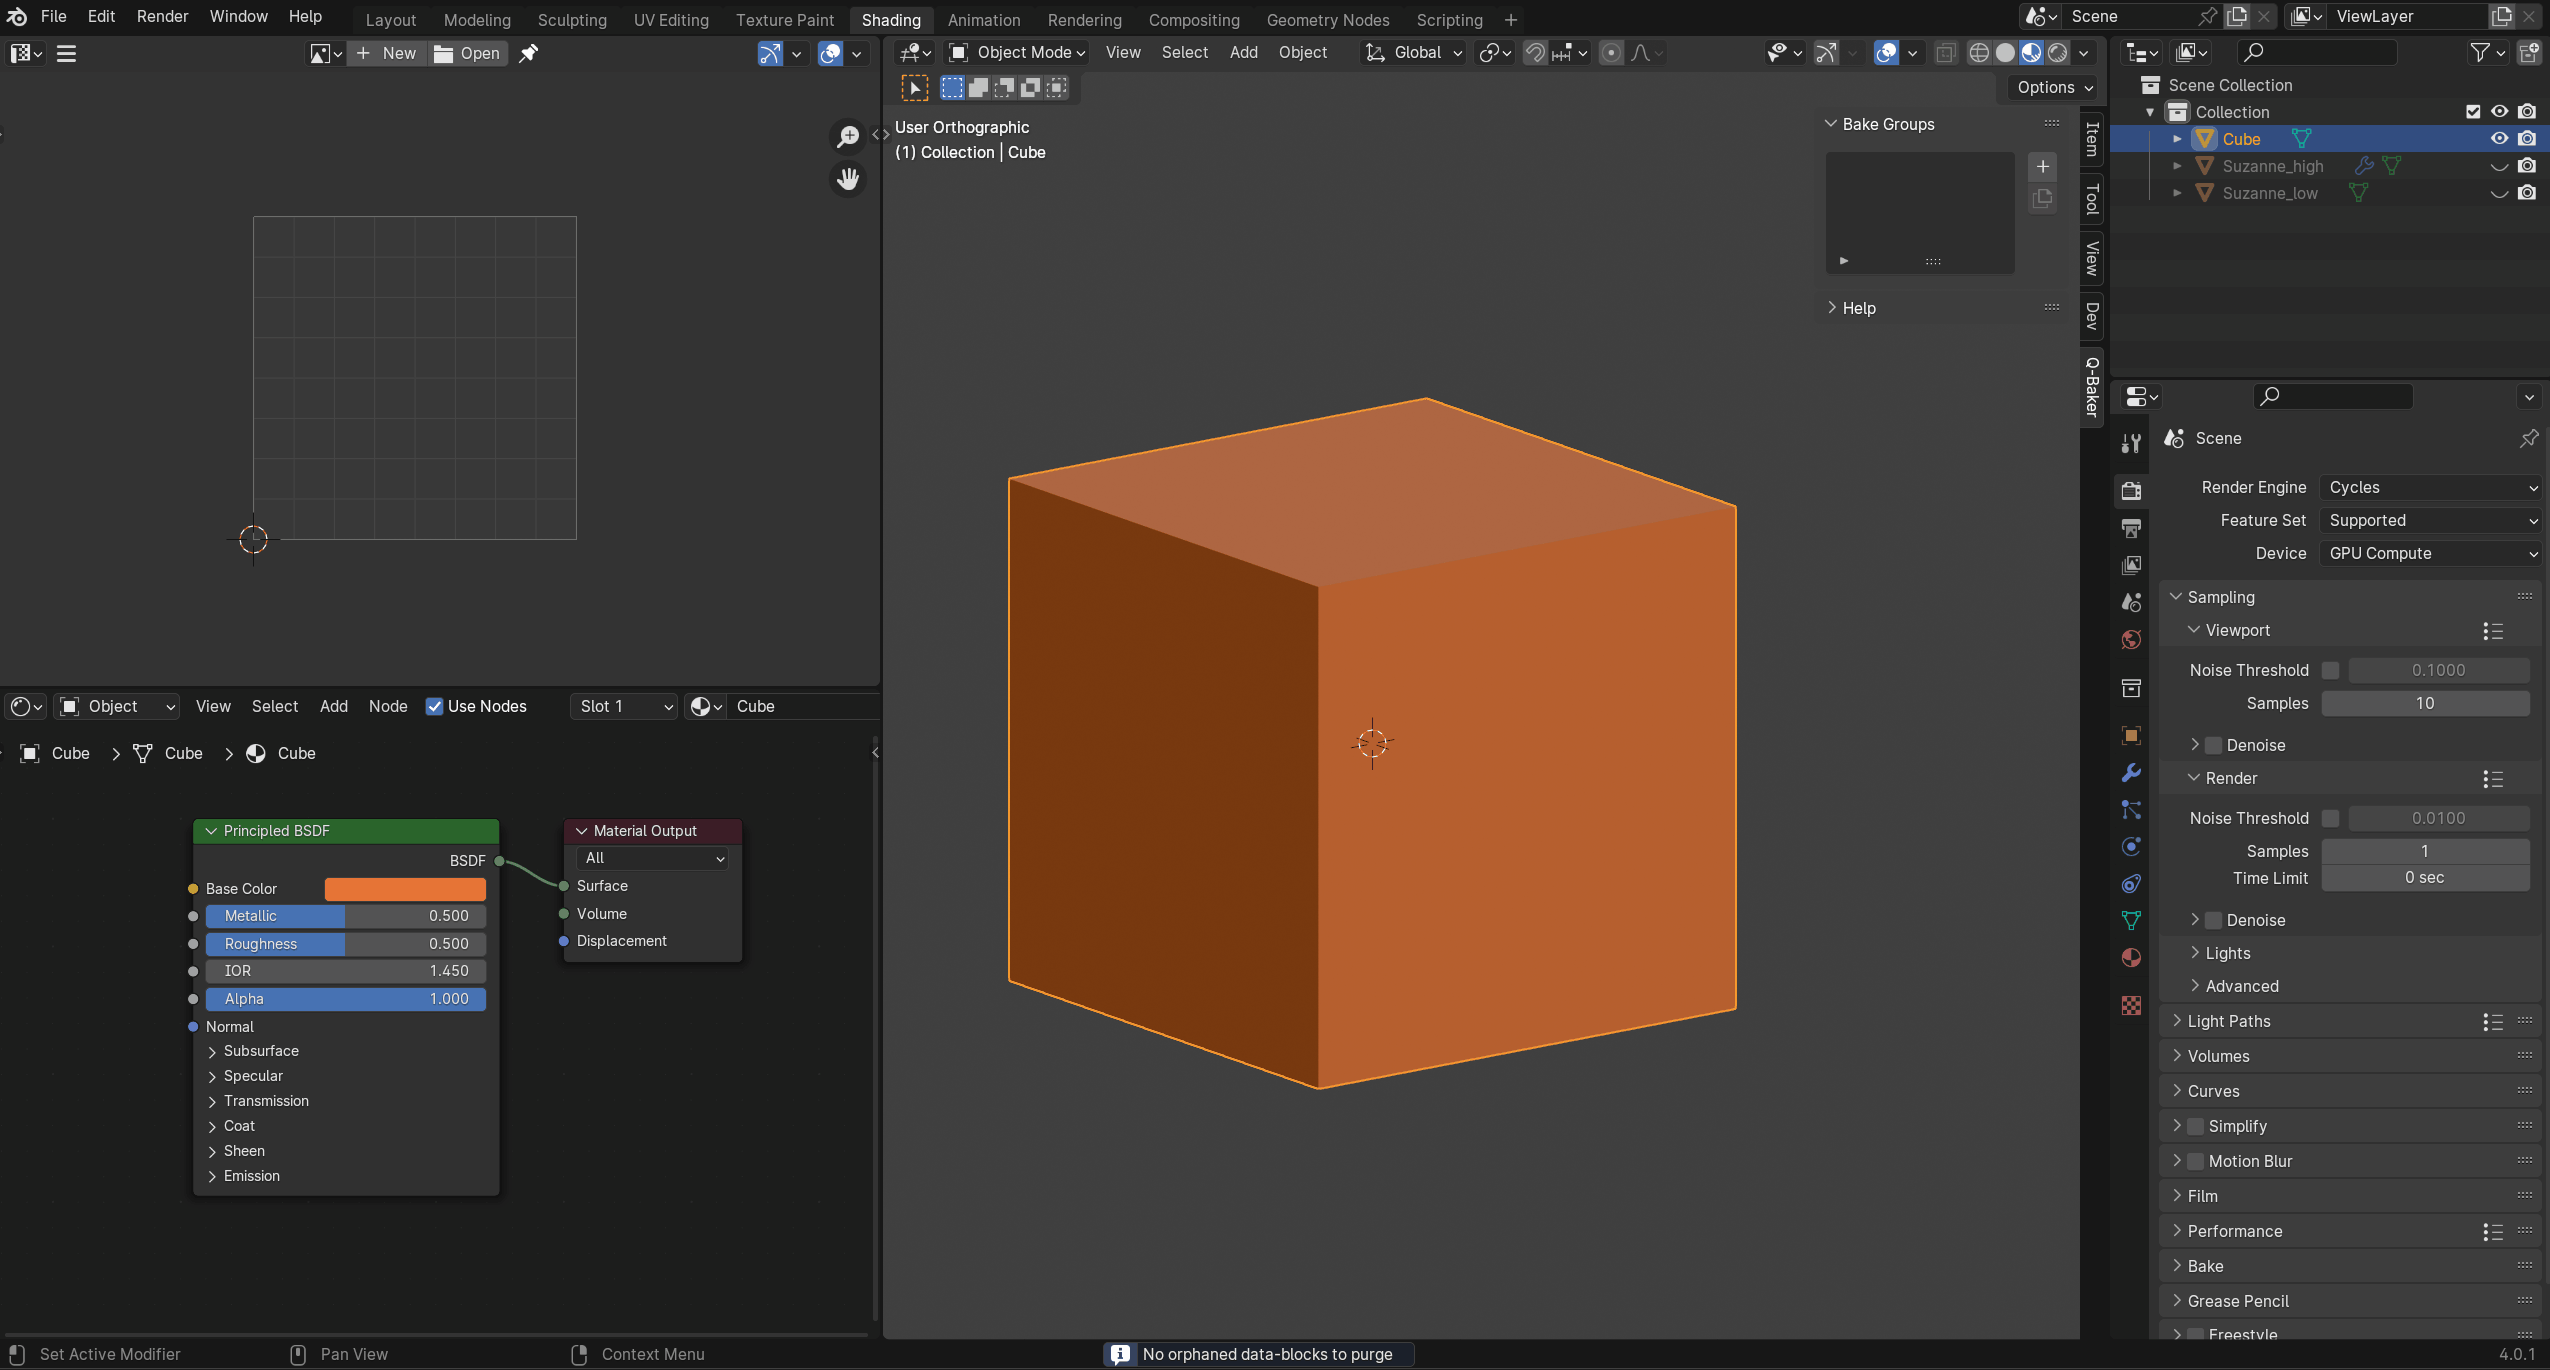 File Edit Render Window Help Layout Modeling Sculpting UV Editing Texture Paint Shading Animation Rendering Compositing Geometry Nodes Scripting + Scene ViewLayer
New Open
Object Mode View Select Add Object Global
Options
User Orthographic
(1) Collection | Cube
Bake Groups
Help
Item
Tool
View
Dev
Q-Baker
Scene Collection
Collection
Cube
Suzanne_high
Suzanne_low
Scene
Render Engine Cycles
Feature Set Supported
Device GPU Compute
Sampling
Viewport
Noise Threshold 0.1000
Samples 10
Denoise
Render
Noise Threshold 0.0100
Samples 1
Time Limit 0 sec
Denoise
Lights
Advanced
Light Paths
Volumes
Curves
Simplify
Motion Blur
Film
Performance
Bake
Grease Pencil
Freestyle
Object View Select Add Node Use Nodes Slot 1 Cube
Cube > Cube > Cube
Principled BSDF
BSDF
Base Color
Metallic 0.500
Roughness 0.500
IOR 1.450
Alpha 1.000
Normal
Subsurface
Specular
Transmission
Coat
Sheen
Emission
Material Output
All
Surface
Volume
Displacement
Set Active Modifier Pan View Context Menu No orphaned data-blocks to purge 4.0.1